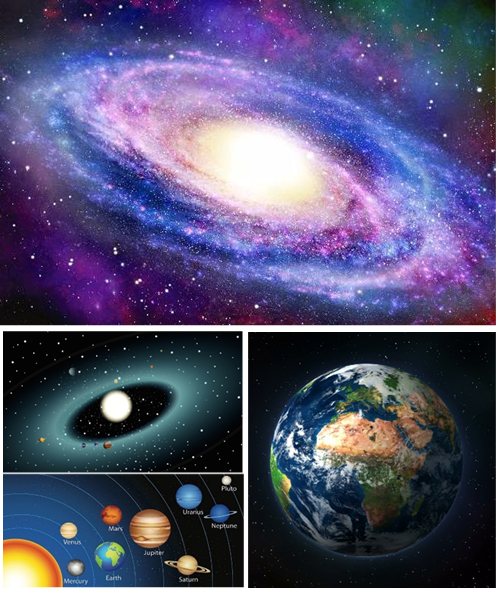 Pluto
Uranus
Neptune
Mars
Venus
Jupiter
Earth
Mercury
Saturn